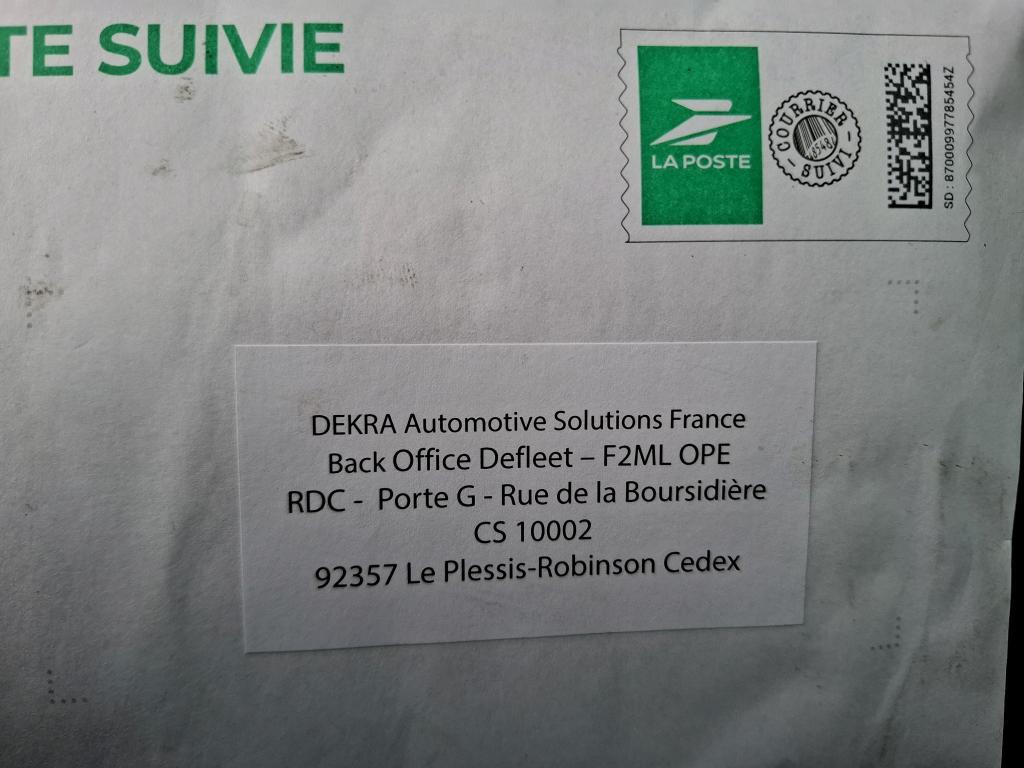 TE SUIVIE
LA POSTE
COURRIER
SUIVI
SD : 87000997785454Z
DEKRA Automotive Solutions France
Back Office Defleet – F2ML OPE
RDC - Porte G - Rue de la Boursidière
CS 10002
92357 Le Plessis-Robinson Cedex